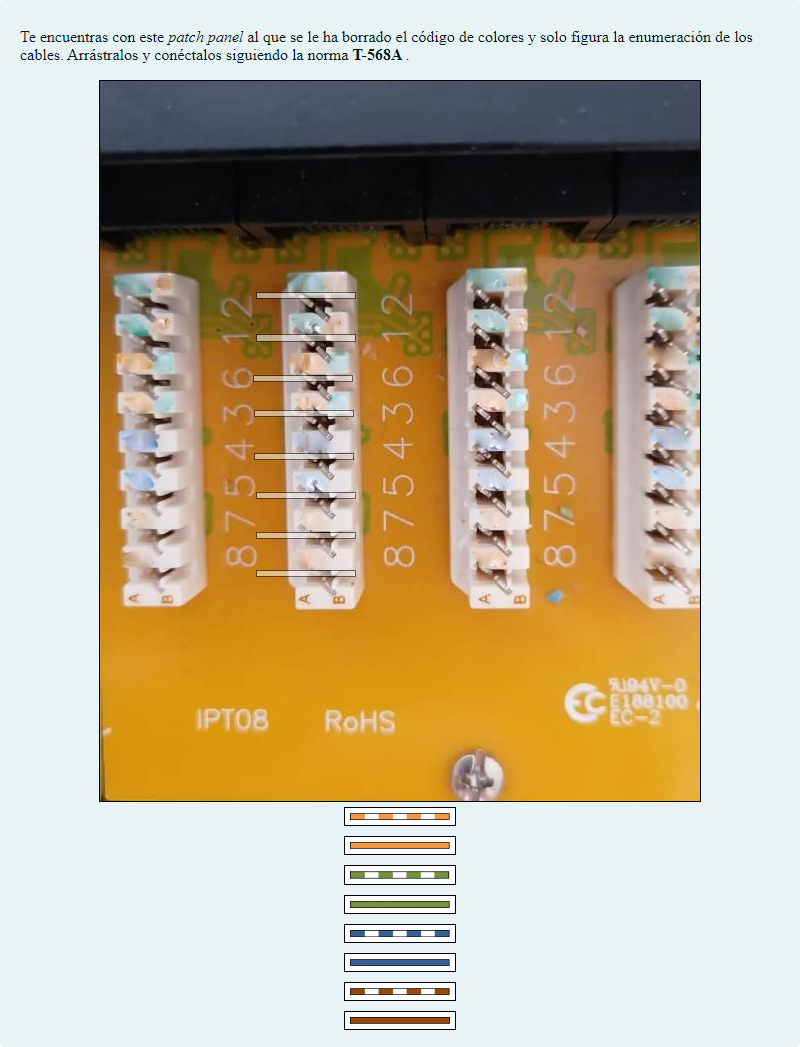 Te encuentras con este patch panel al que se le ha borrado el código de colores y solo figura la enumeración de los
cables. Arrástralos y conéctalos siguiendo la norma T-568A .
8 7 5 4 3 6 1 2
8 7 5 4 3 6 1 2
8 7 5 4 3 6 1 2
A B
A B
A B
A B
IPT08 RoHS
94V-0
E188100
EC-2